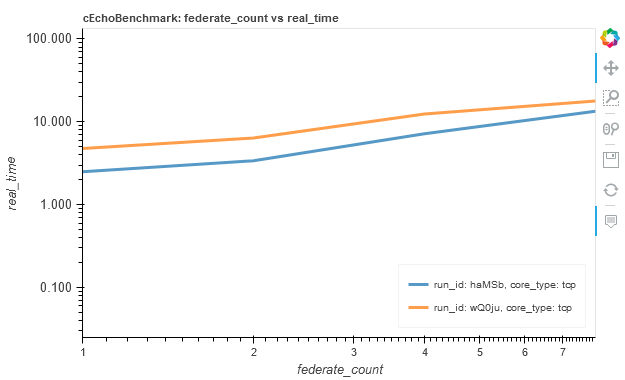 cEchoBenchmark: federate_count vs real_time
100.000
10.000
1.000
0.100
real_time
run_id: haMSb, core_type: tcp
run_id: wQ0ju, core_type: tcp
1
2
3
4
5
6
7
federate_count